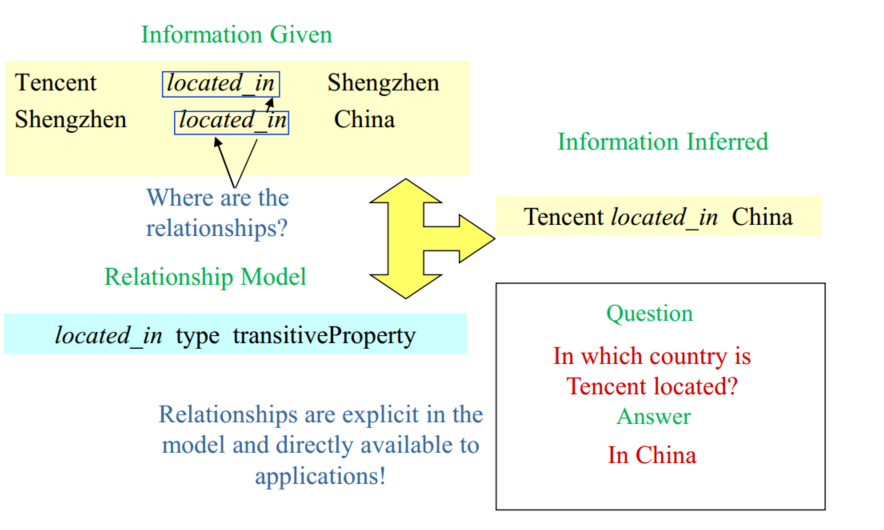 Information Given
Tencent located_in Shengzhen
Shengzhen located_in China
Where are the
relationships?
Relationship Model
located_in type transitiveProperty
Relationships are explicit in the
model and directly available to
applications!
Information Inferred
Tencent located_in China
Question
In which country is
Tencent located?
Answer
In China